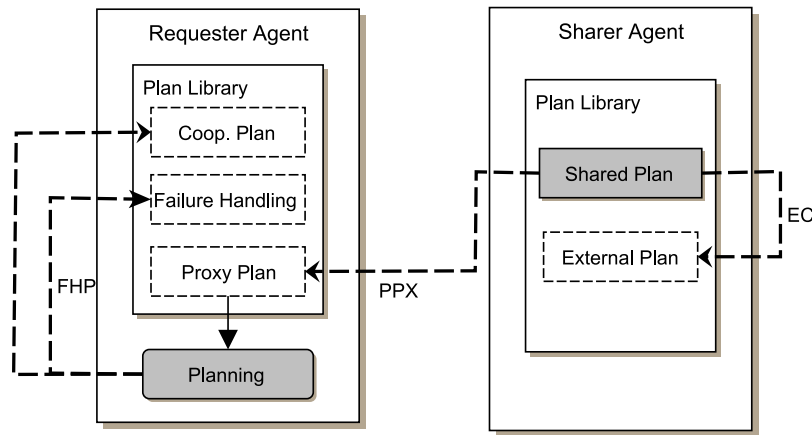 Requester Agent
Plan Library
Coop. Plan
Failure Handling
Proxy Plan
FHP
Planning
PPX
Sharer Agent
Plan Library
Shared Plan
External Plan